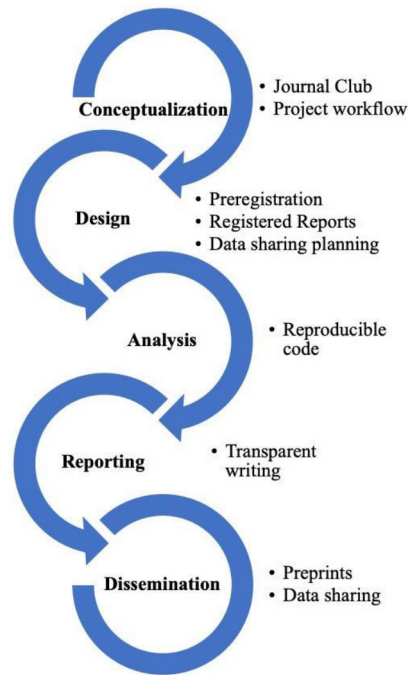 Conceptualization
• Journal Club
• Project workflow
Design
• Preregistration
• Registered Reports
• Data sharing planning
Analysis
• Reproducible
code
Reporting
• Transparent
writing
Dissemination
• Preprints
• Data sharing